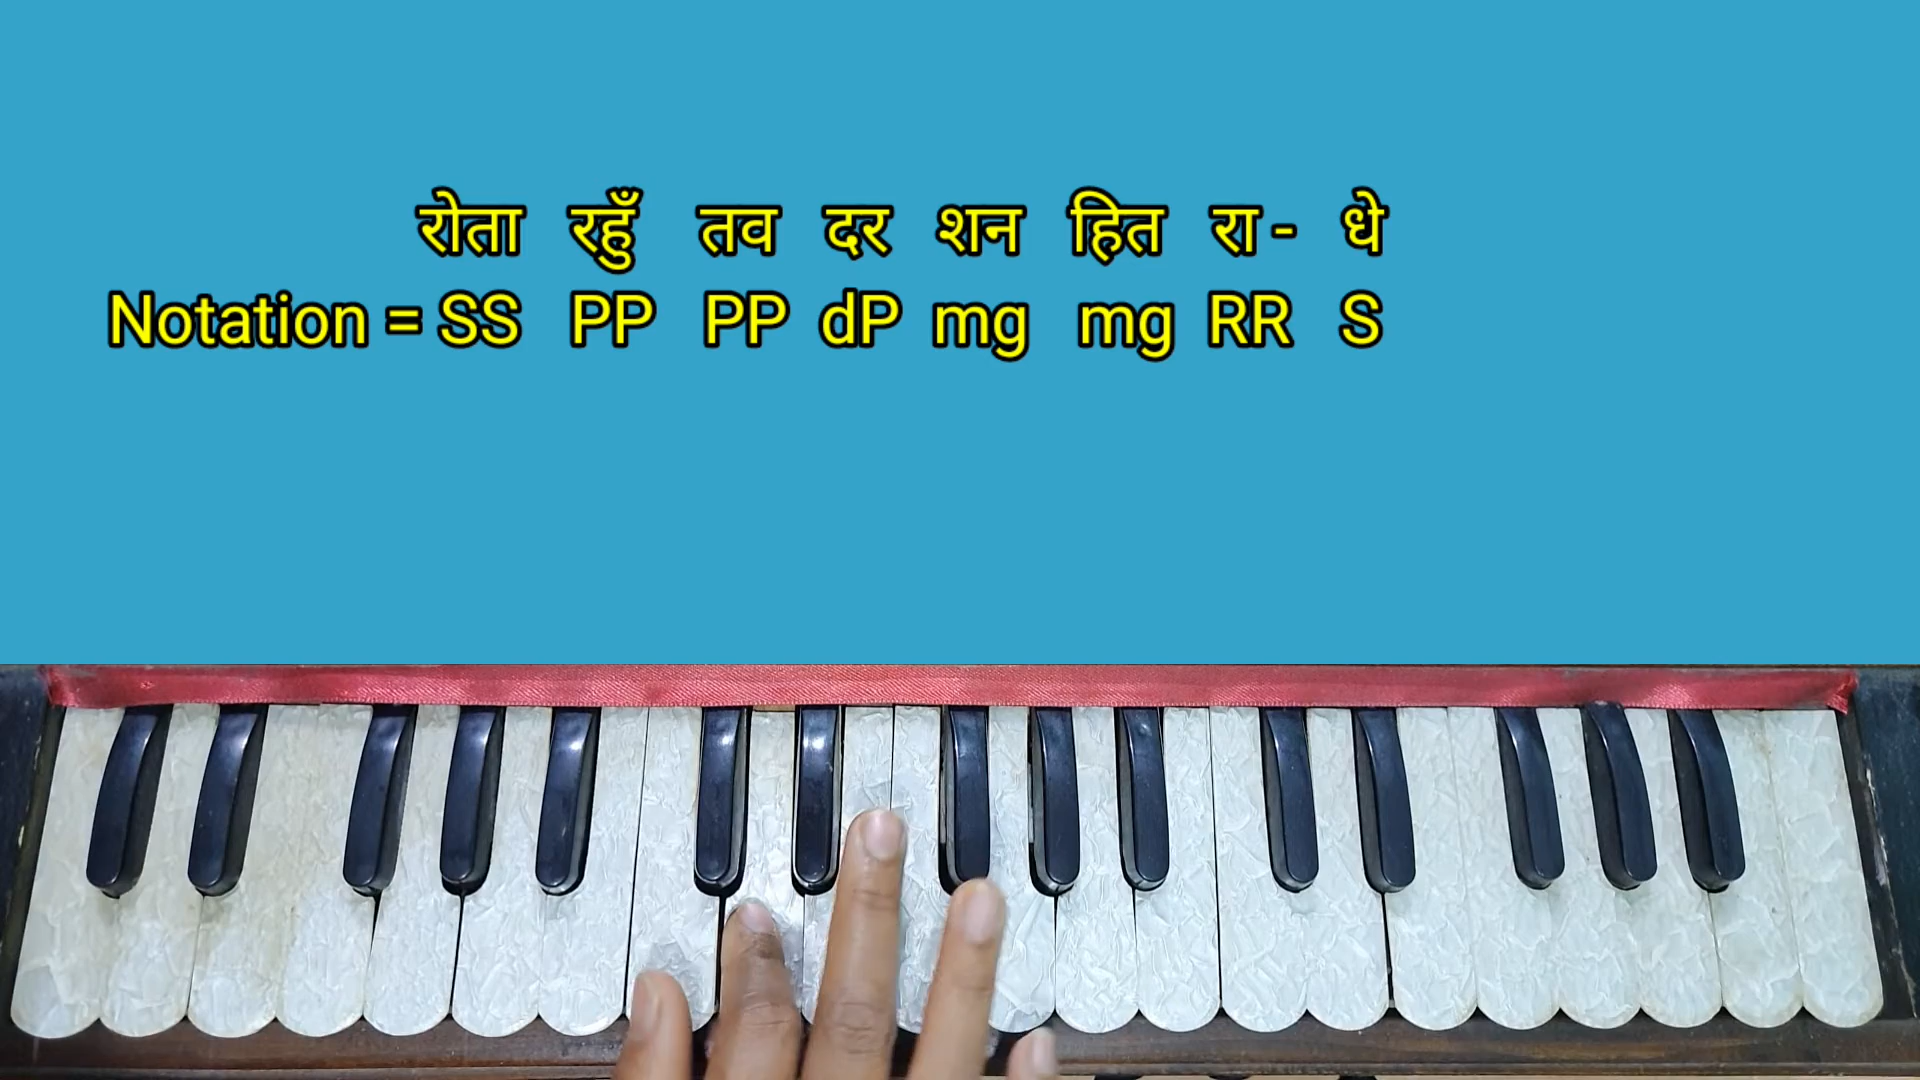 रोता रहुँ तव दर शन हित रा - धे
Notation = SS PP PP dP mg mg RR S